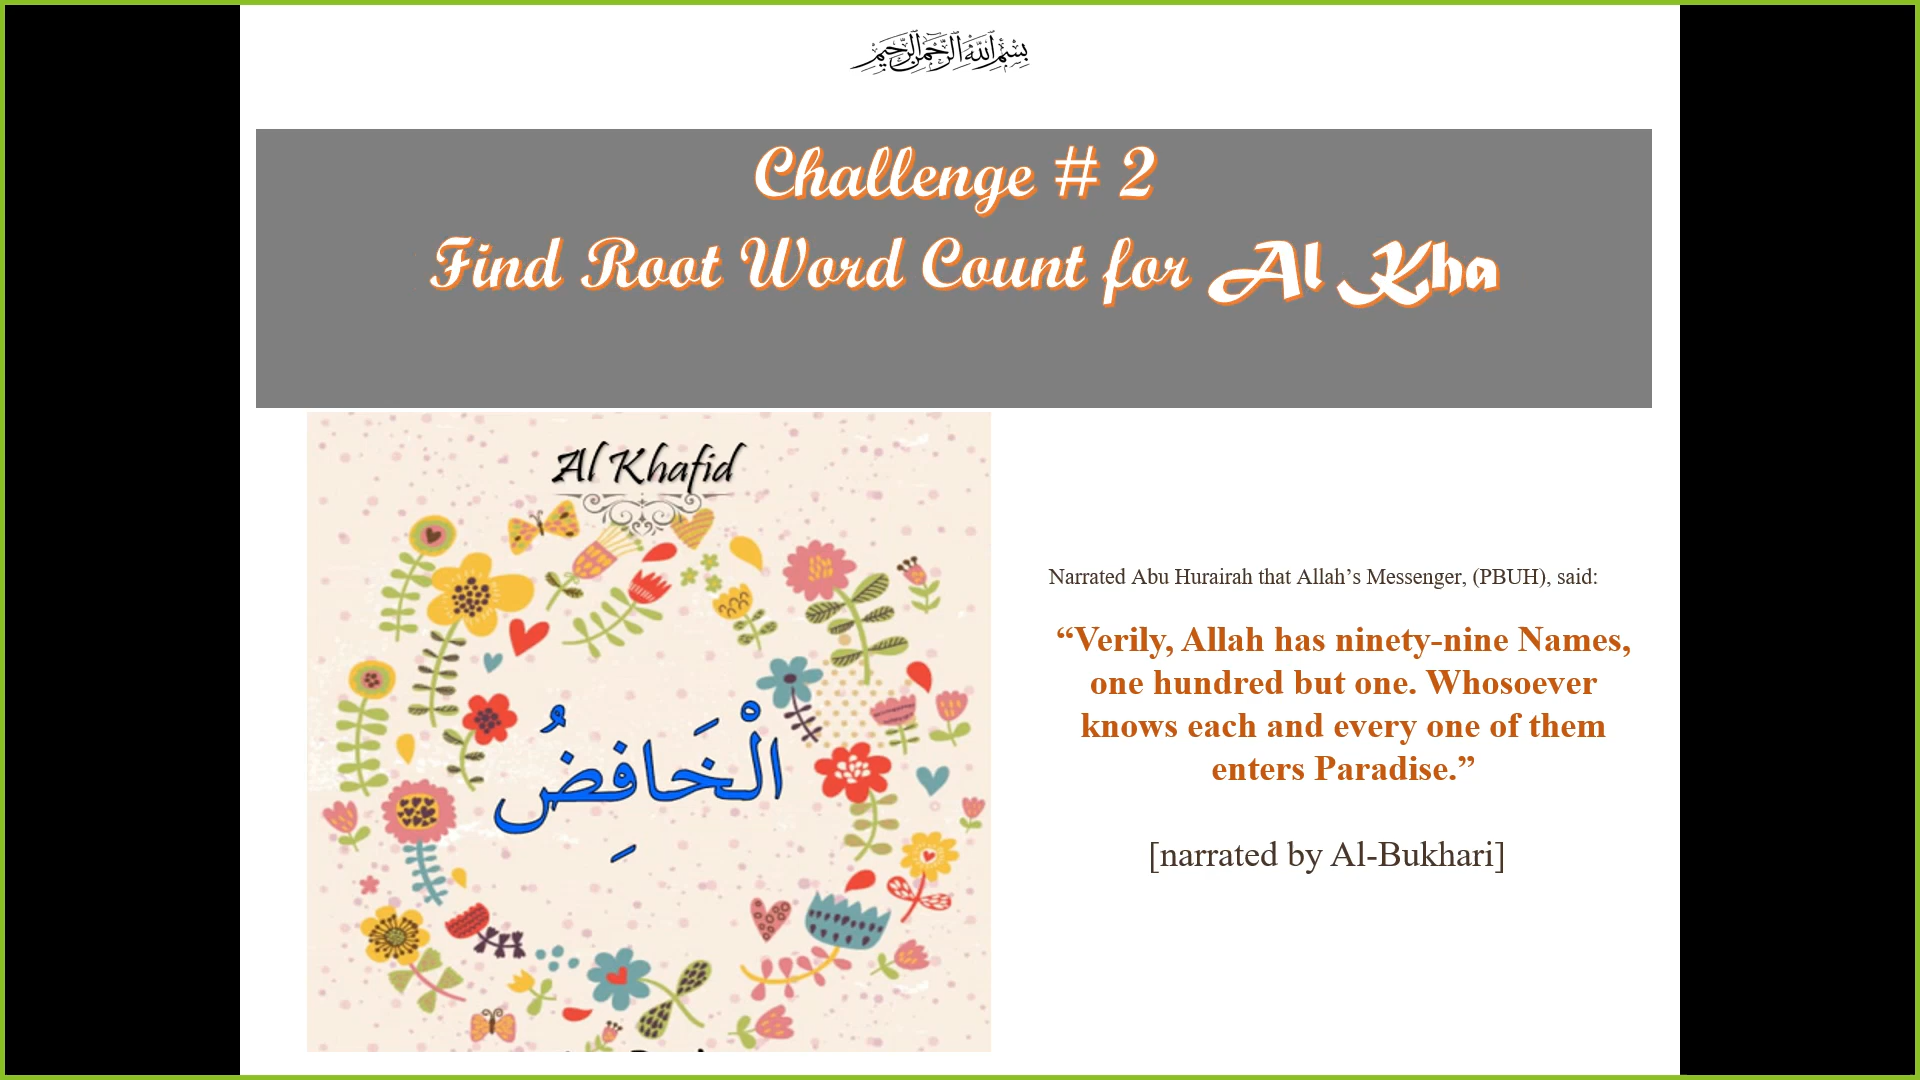 بِسْمِ اللَّهِ الرَّحْمَنِ الرَّحِيمِ
Challenge # 2
Find Root Word Count for Al Kha
Al Khafid
الْخَافِضُ
Narrated Abu Hurairah that Allah’s Messenger, (PBUH), said:
“Verily, Allah has ninety-nine Names,
one hundred but one. Whosoever
knows each and every one of them
enters Paradise.”
[narrated by Al-Bukhari]